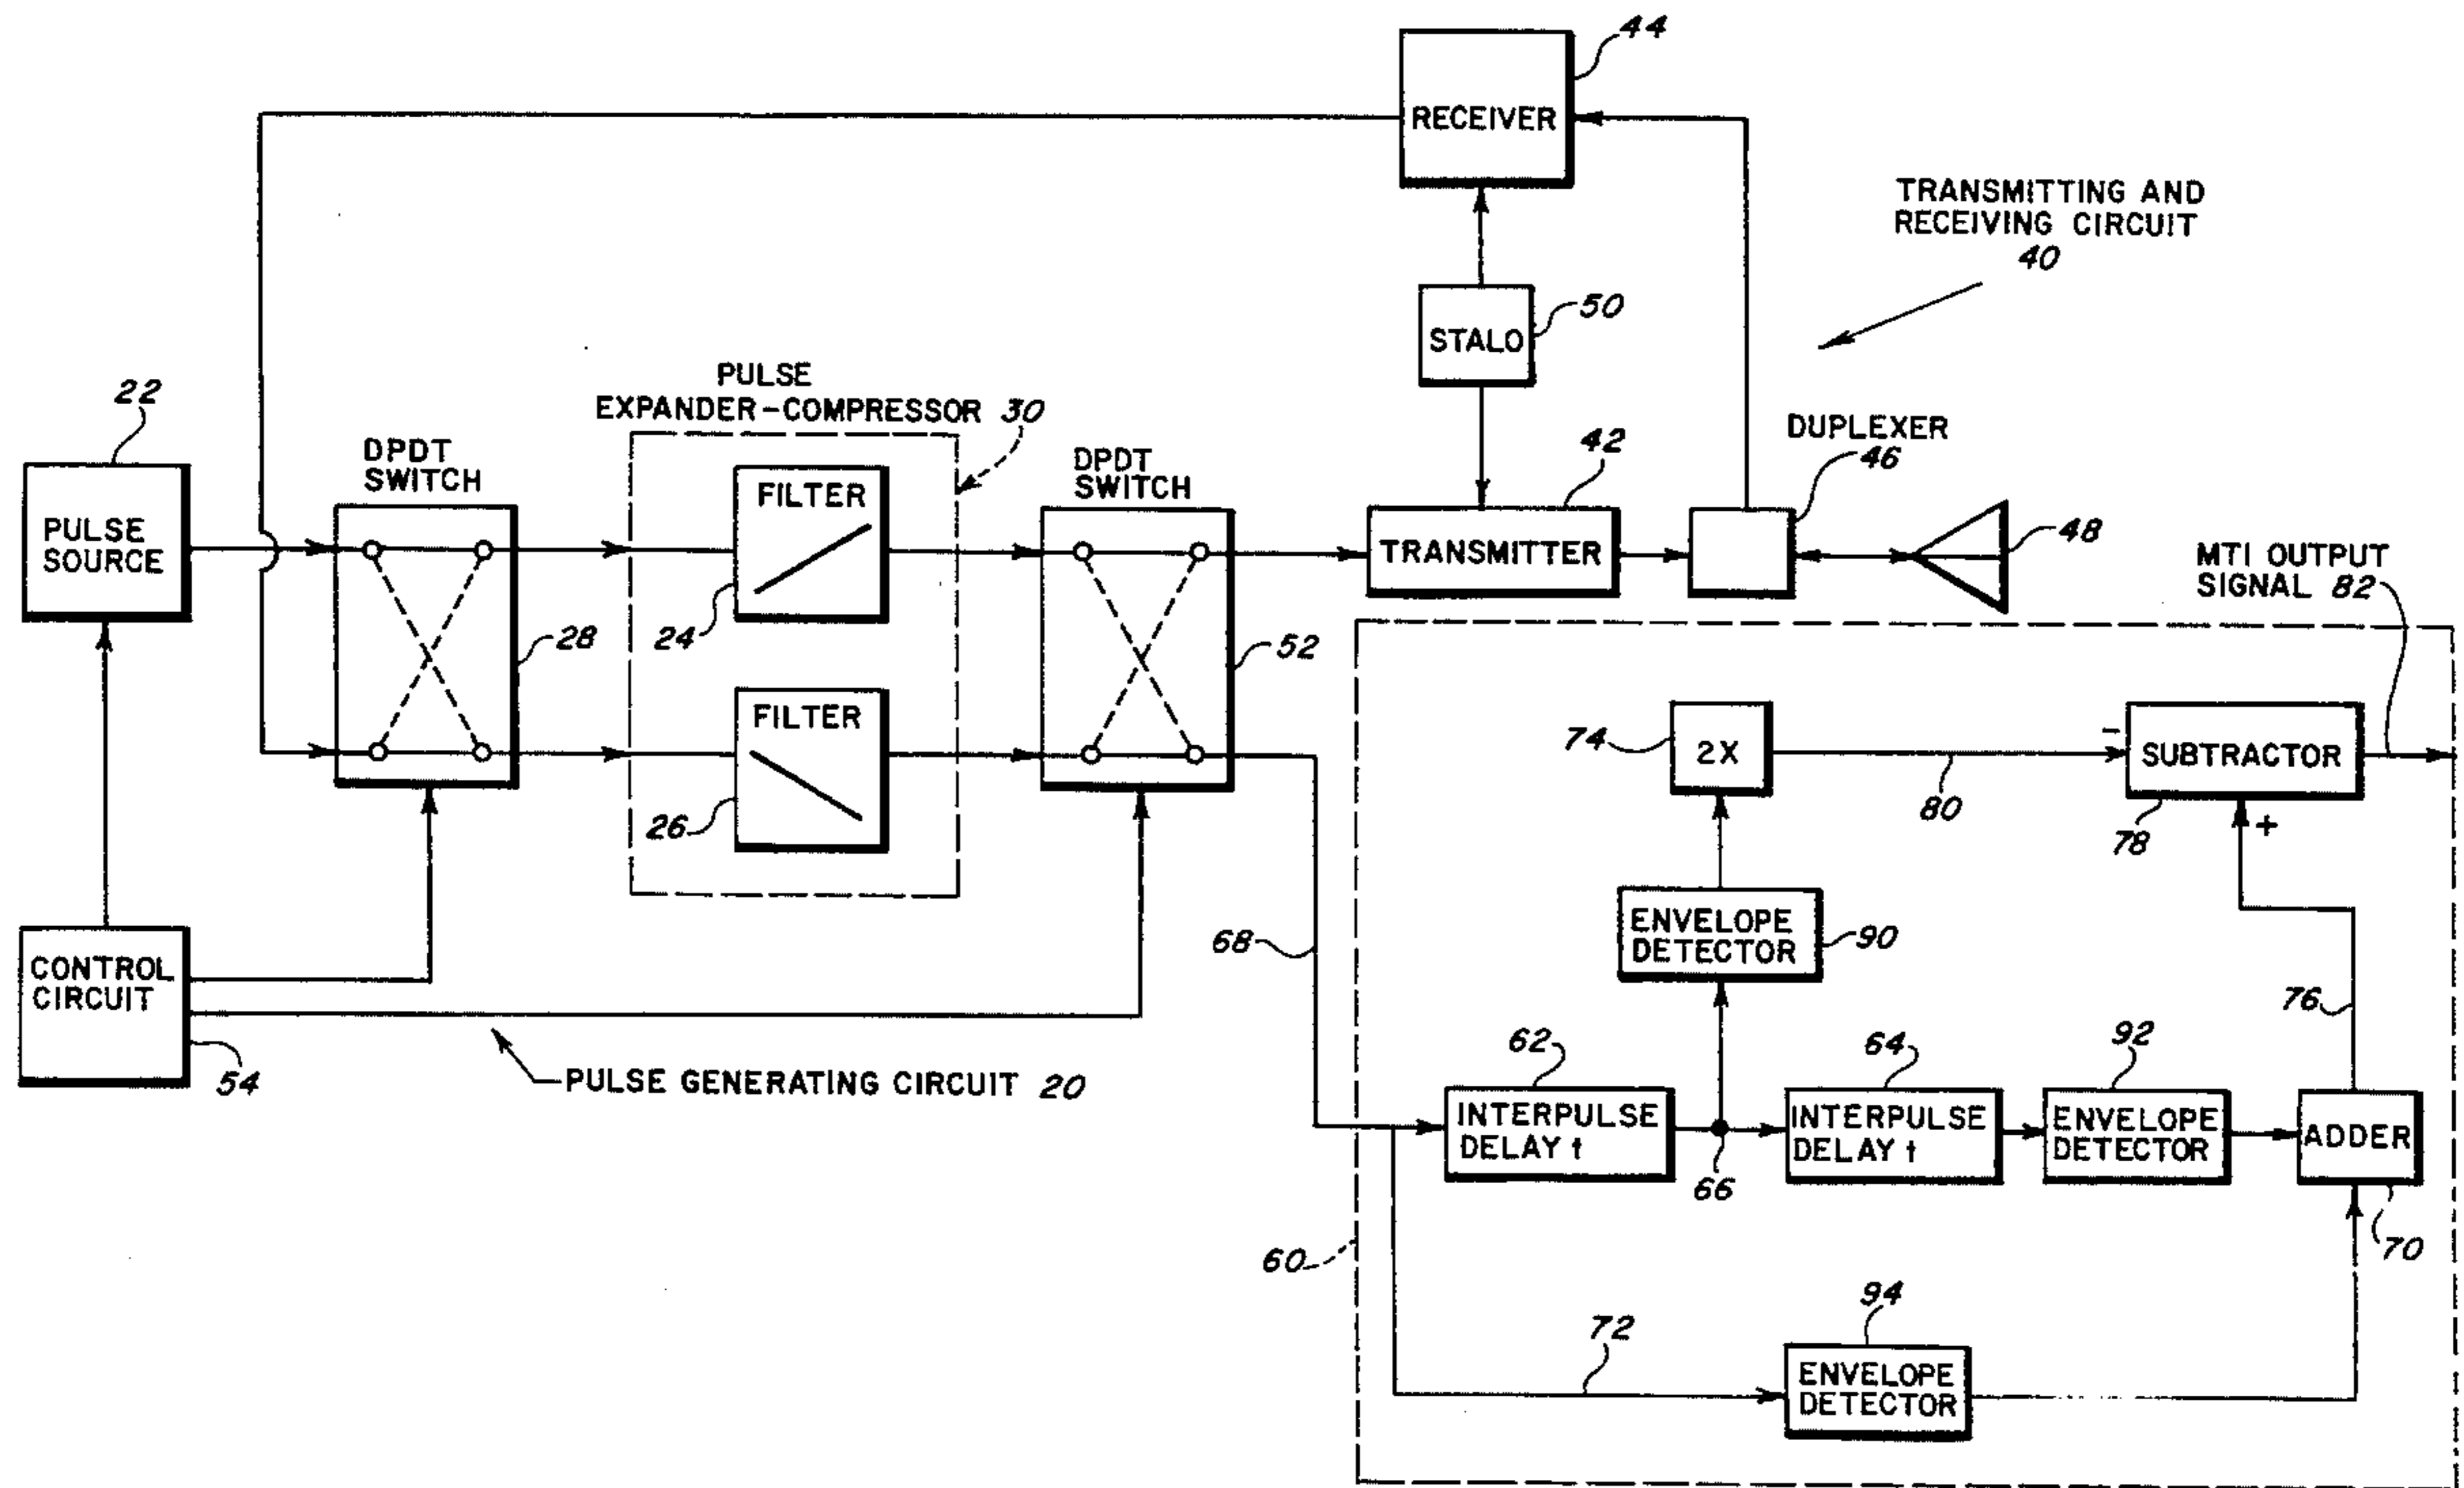 44
RECEIVER
TRANSMITTING AND
RECEIVING CIRCUIT
40
50
STALO
PULSE
EXPANDER-COMPRESSOR 30
22
DPDT
SWITCH
DPDT
SWITCH
42
DUPLEXER
46
FILTER
PULSE
SOURCE
TRANSMITTER
48
MTI OUTPUT
SIGNAL 82
24
28
52
FILTER
74
2X
-
SUBTRACTOR
80
26
78
+
ENVELOPE
DETECTOR
90
68
CONTROL
CIRCUIT
76
54
PULSE GENERATING CIRCUIT 20
62
64
92
INTERPULSE
DELAY t
INTERPULSE
DELAY t
ENVELOPE
DETECTOR
ADDER
66
60
70
72
94
ENVELOPE
DETECTOR